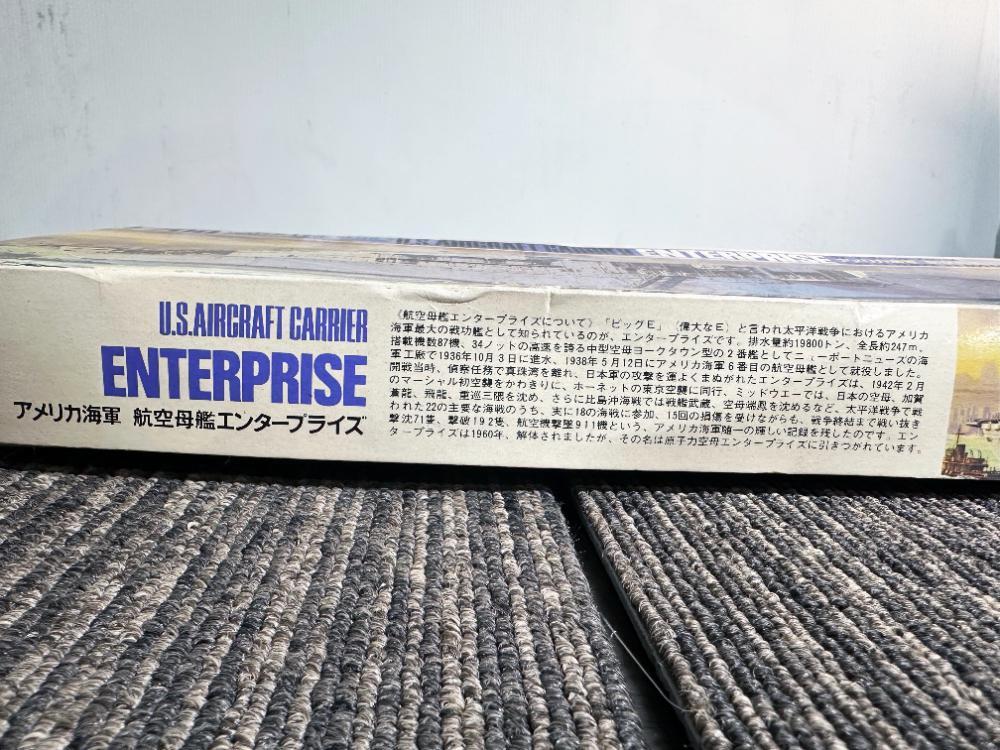 ENTERPRISE
U.S.AIRCRAFT CARRIER
ENTERPRISE
アメリカ海軍 航空母艦エンタープライズ
《航空母艦エンタープライズについて》「ビッグE」(偉大なE)と言われ太平洋戦争におけるアメリカ
海軍最大の戦功艦として知られているのが、エンタープライズです。排水量約19800トン、全長約247m、
搭載機数87機、34ノットの高速を誇る中型空母ヨークタウン型の2番艦としてニューポートニューズの海
軍工廠で1936年10月3日に進水、1938年5月12日にアメリカ海軍6番目の航空母艦として就役しました。
開戦当時、偵察任務で真珠湾を離れ、日本軍の攻撃を運よくまぬがれたエンタープライズは、1942年2月
のマーシャル初空襲をかわきりに、ホーネットの東京空襲に同行、ミッドウエーでは、日本の空母、加賀
蒼龍、飛龍、重巡三隈を沈め、さらに比島沖海戦では戦艦武蔵、空母瑞鳳を沈めるなど、太平洋戦争で戦
われた22の主要な海戦のうち、実に18の海戦に参加、15回の損傷を受けながらも、戦争終結まで戦い抜き
撃沈71隻、撃破192隻、航空機撃墜911機という、アメリカ海軍随一の輝しい記録を残したのです。エン
タープライズは1960年、解体されましたが、その名は原子力空母エンタープライズに引きつがれています。